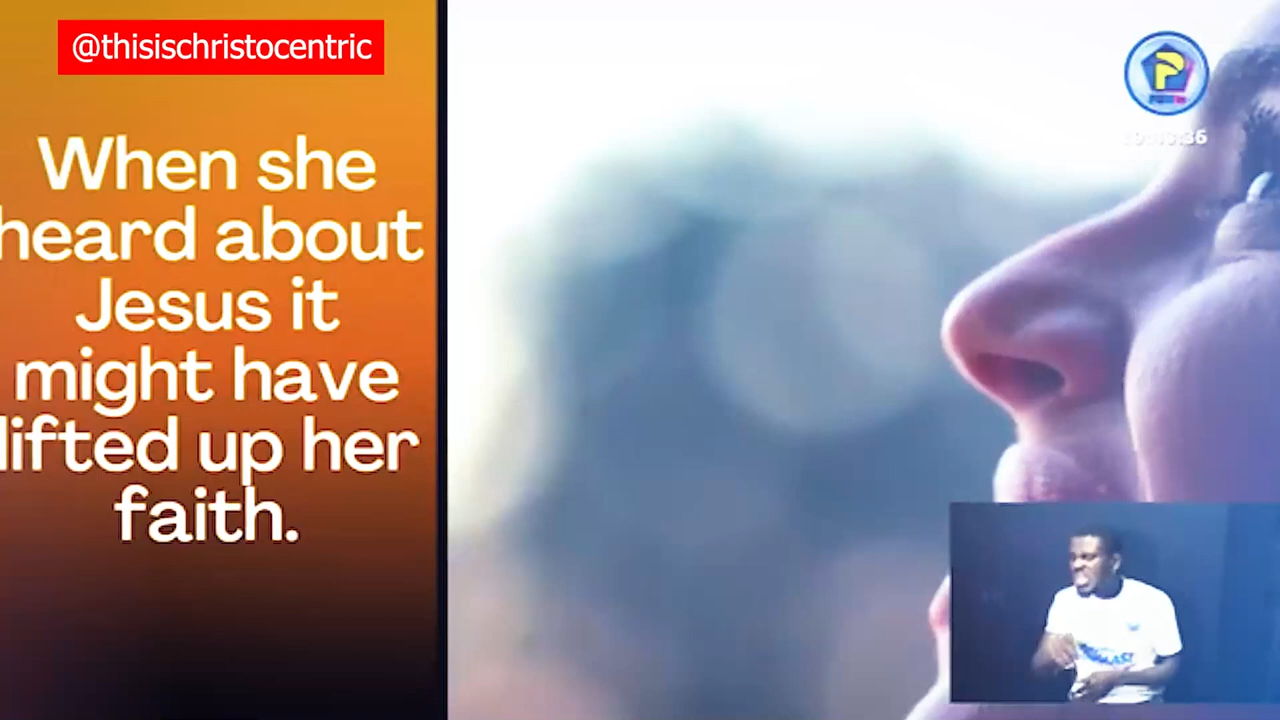 @thisischristocentric
When she
heard about
Jesus it
might have
lifted up her
faith.